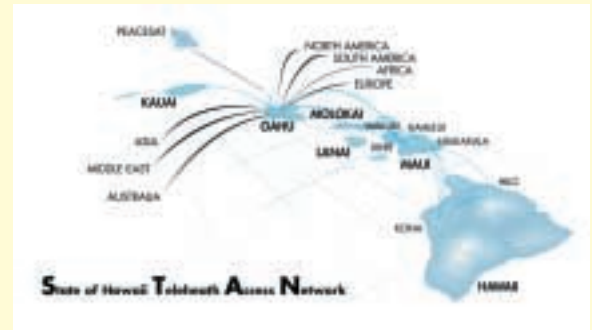 PEACESAT
NORTH AMERICA
SOUTH AMERICA
AFRICA
EUROPE
KAUAI
OAHU
MOLOKAI
ASIA
LANAI
MAUI
MIDDLE EAST
AUSTRALIA
HILO
KONA
HAWAII
State of Hawaii Telehealth Access Network